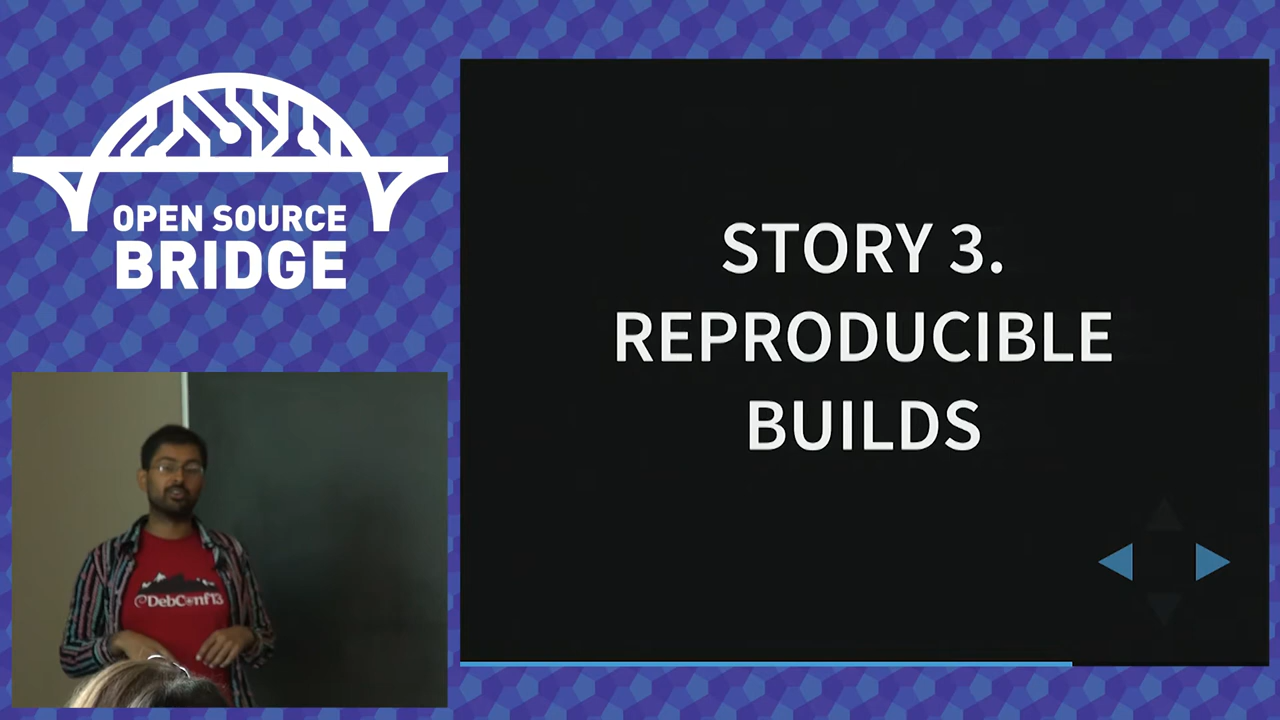 OPEN SOURCE
BRIDGE
STORY 3.
REPRODUCIBLE
BUILDS
DebConf13